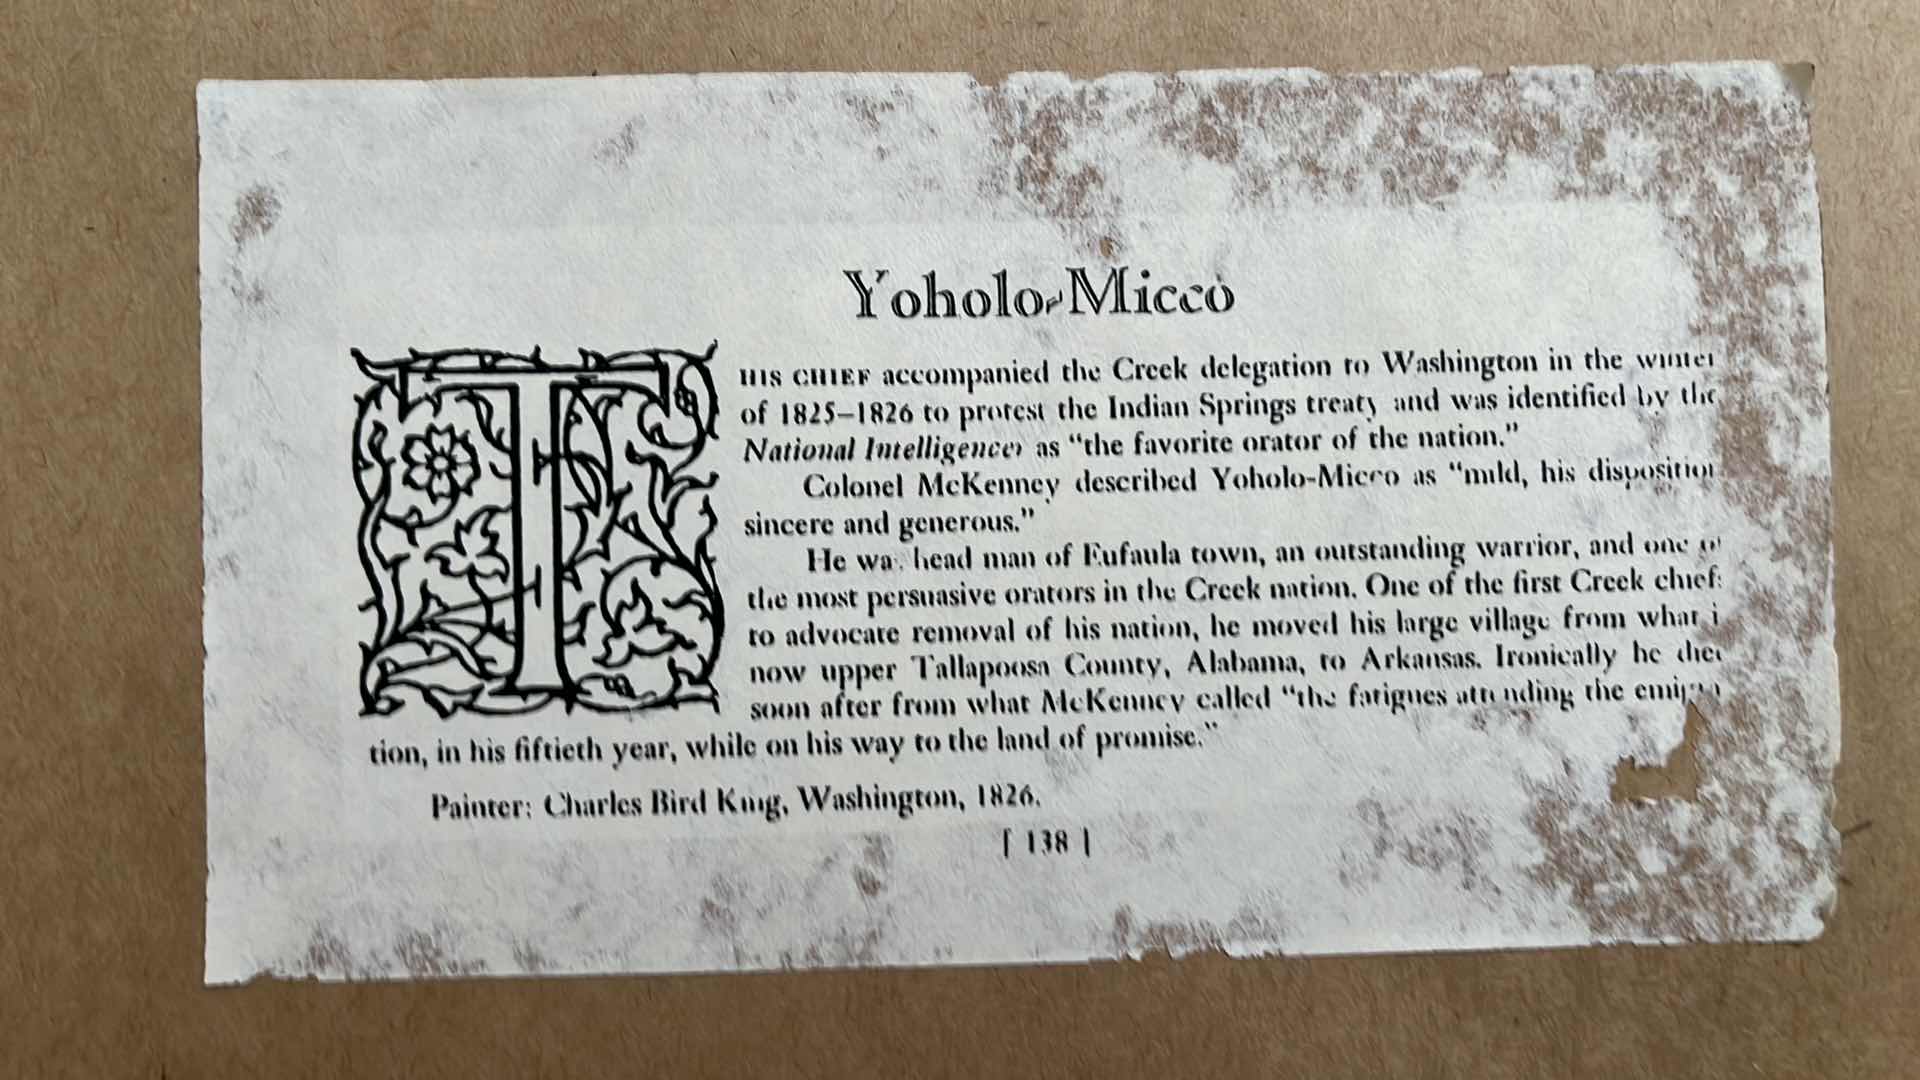 Yoholo-Micco
THIS CHIEF accompanied the Creek delegation to Washington in the winter
of 1825–1826 to protest the Indian Springs treaty and was identified by the
National Intelligencer as “the favorite orator of the nation.”
Colonel McKenney described Yoholo-Micco as “mild, his disposition
sincere and generous.”
He was head man of Eufaula town, an outstanding warrior, and one of
the most persuasive orators in the Creek nation. One of the first Creek chiefs
to advocate removal of his nation, he moved his large village from what i
now upper Tallapoosa County, Alabama, to Arkansas. Ironically he died
soon after from what McKenney called “the fatigues attending the emigra
tion, in his fiftieth year, while on his way to the land of promise.”
Painter: Charles Bird King, Washington, 1826.
[ 138 ]